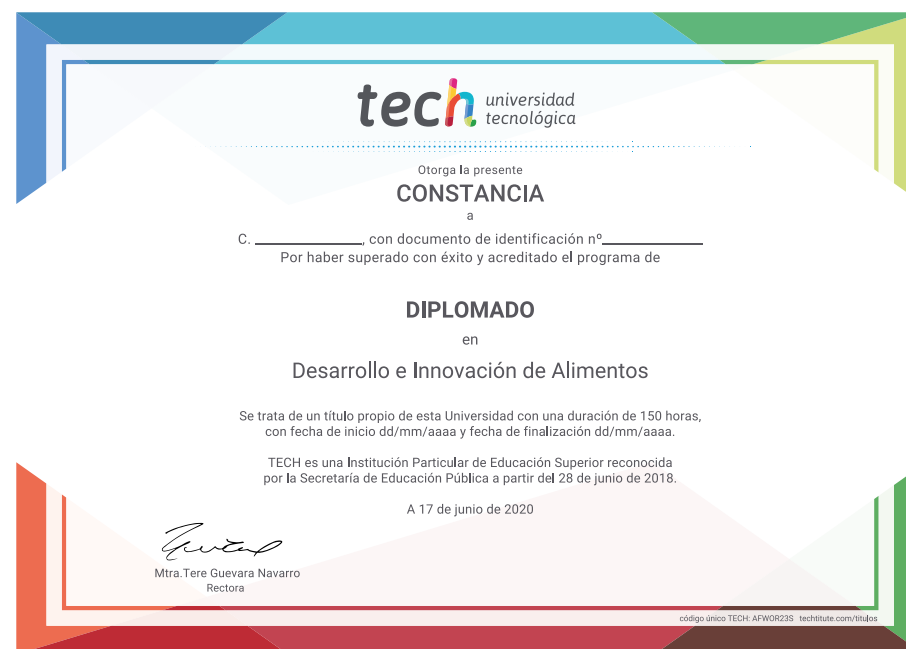 tech universidad
tecnológica
Otorga la presente
CONSTANCIA
a
C. ______________, con documento de identificación nº_____________
Por haber superado con éxito y acreditado el programa de
DIPLOMADO
en
Desarrollo e Innovación de Alimentos
Se trata de un título propio de esta Universidad con una duración de 150 horas,
con fecha de inicio dd/mm/aaaa y fecha de finalización dd/mm/aaaa.
TECH es una Institución Particular de Educación Superior reconocida
por la Secretaría de Educación Pública a partir del 28 de junio de 2018.
A 17 de junio de 2020
Mtra.Tere Guevara Navarro
Rectora
código único TECH: AFWOR23S techtitute.com/titulos